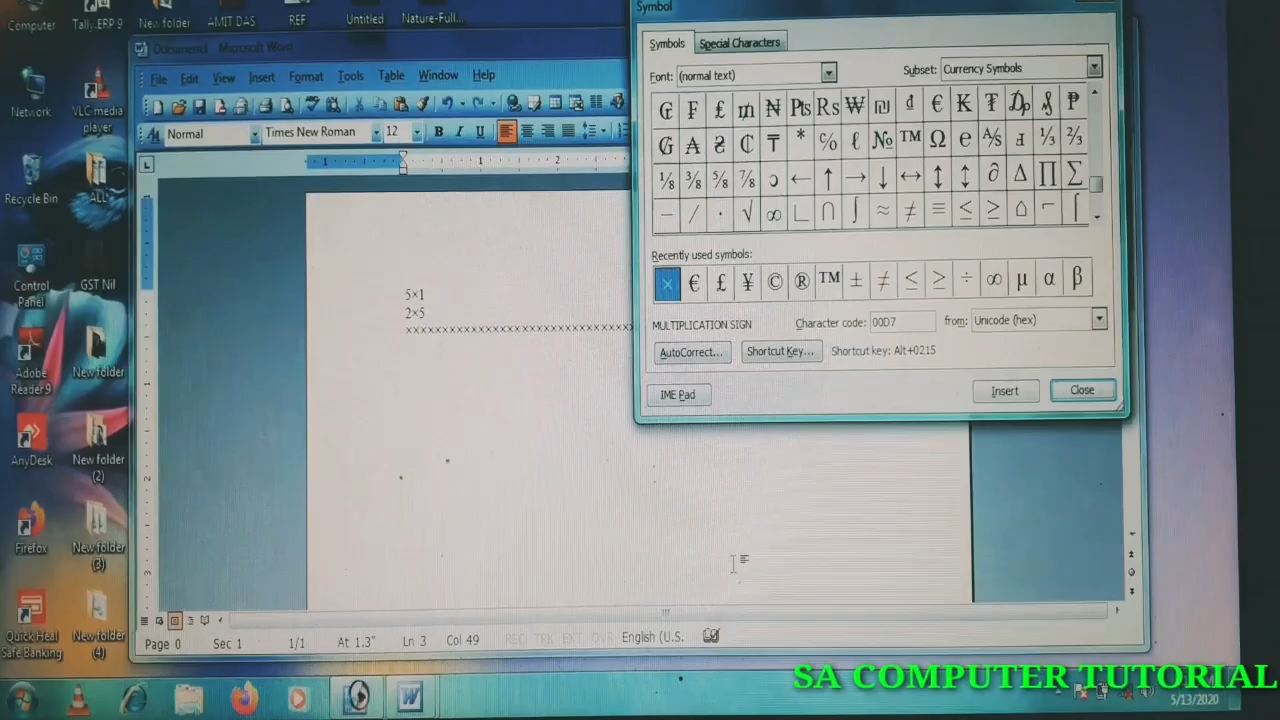 Computer
Tally.ERP 9
New folder
AMIT DAS
REF
Untitled
Nature-Full...
Network
VLC media
player
Recycle Bin
ALL
Control
Panel
GST Nil
Adobe
Reader 9
New folder
AnyDesk
New folder
(2)
Firefox
New folder
(3)
Quick Heal
Safe Banking
New folder
(4)
Document1 - Microsoft Word
File Edit View Insert Format Tools Table Window Help
Normal Times New Roman 12 B I U
1 1 2
5×1
2×5
Symbol
Symbols Special Characters
Font: (normal text) Subset: Currency Symbols
₢ ₣ ₤ ₥ ₦ ₧ ₨ ₩ ₪ ₫ € ₭ ₮ ₯ ₰ ₱
₲ ₳ ₴ ₵ ₸ * ℅ ℓ № ™ Ω ℮ ⅍ ⅎ ⅓ ⅔
⅛ ⅜ ⅝ ⅞ ↄ ← ↑ → ↓ ↔ ↕ ↨ ∂ ∆ ∏ ∑
− ∕ ∙ √ ∞ ∟ ∩ ∫ ≈ ≠ ≡ ≤ ≥ ⌂ ⌐ ⌠
Recently used symbols:
× € £ ¥ © ® ™ ± ≠ ≤ ≥ ÷ ∞ µ α β
MULTIPLICATION SIGN Character code: 00D7 from: Unicode (hex)
AutoCorrect... Shortcut Key... Shortcut key: Alt+0215
IME Pad Insert Close
Page 0 Sec 1 1/1 At 1.3" Ln 3 Col 49 REC TRK EXT OVR English (U.S.
SA COMPUTER TUTORIAL
5/13/2020